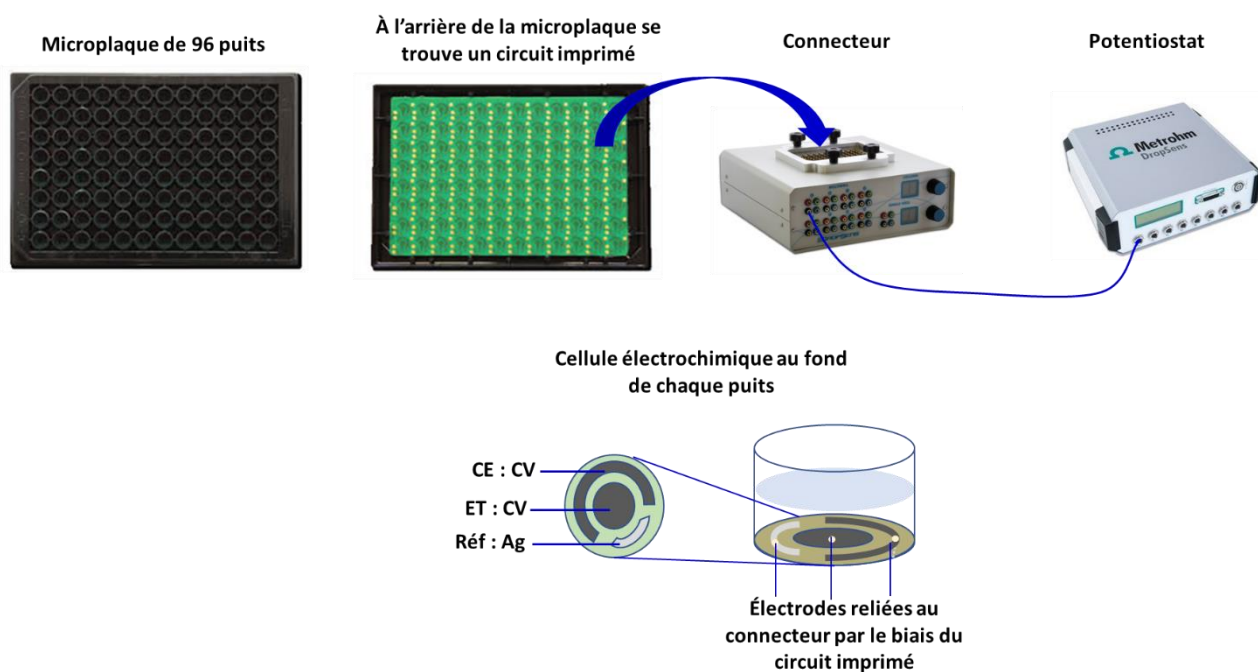 Microplaque de 96 puits
À l’arrière de la microplaque se
trouve un circuit imprimé
Connecteur
Potentiostat
Metrohm
DropSens
Cellule électrochimique au fond
de chaque puits
CE : CV
ET : CV
Réf : Ag
Électrodes reliées au
connecteur par le biais du
circuit imprimé